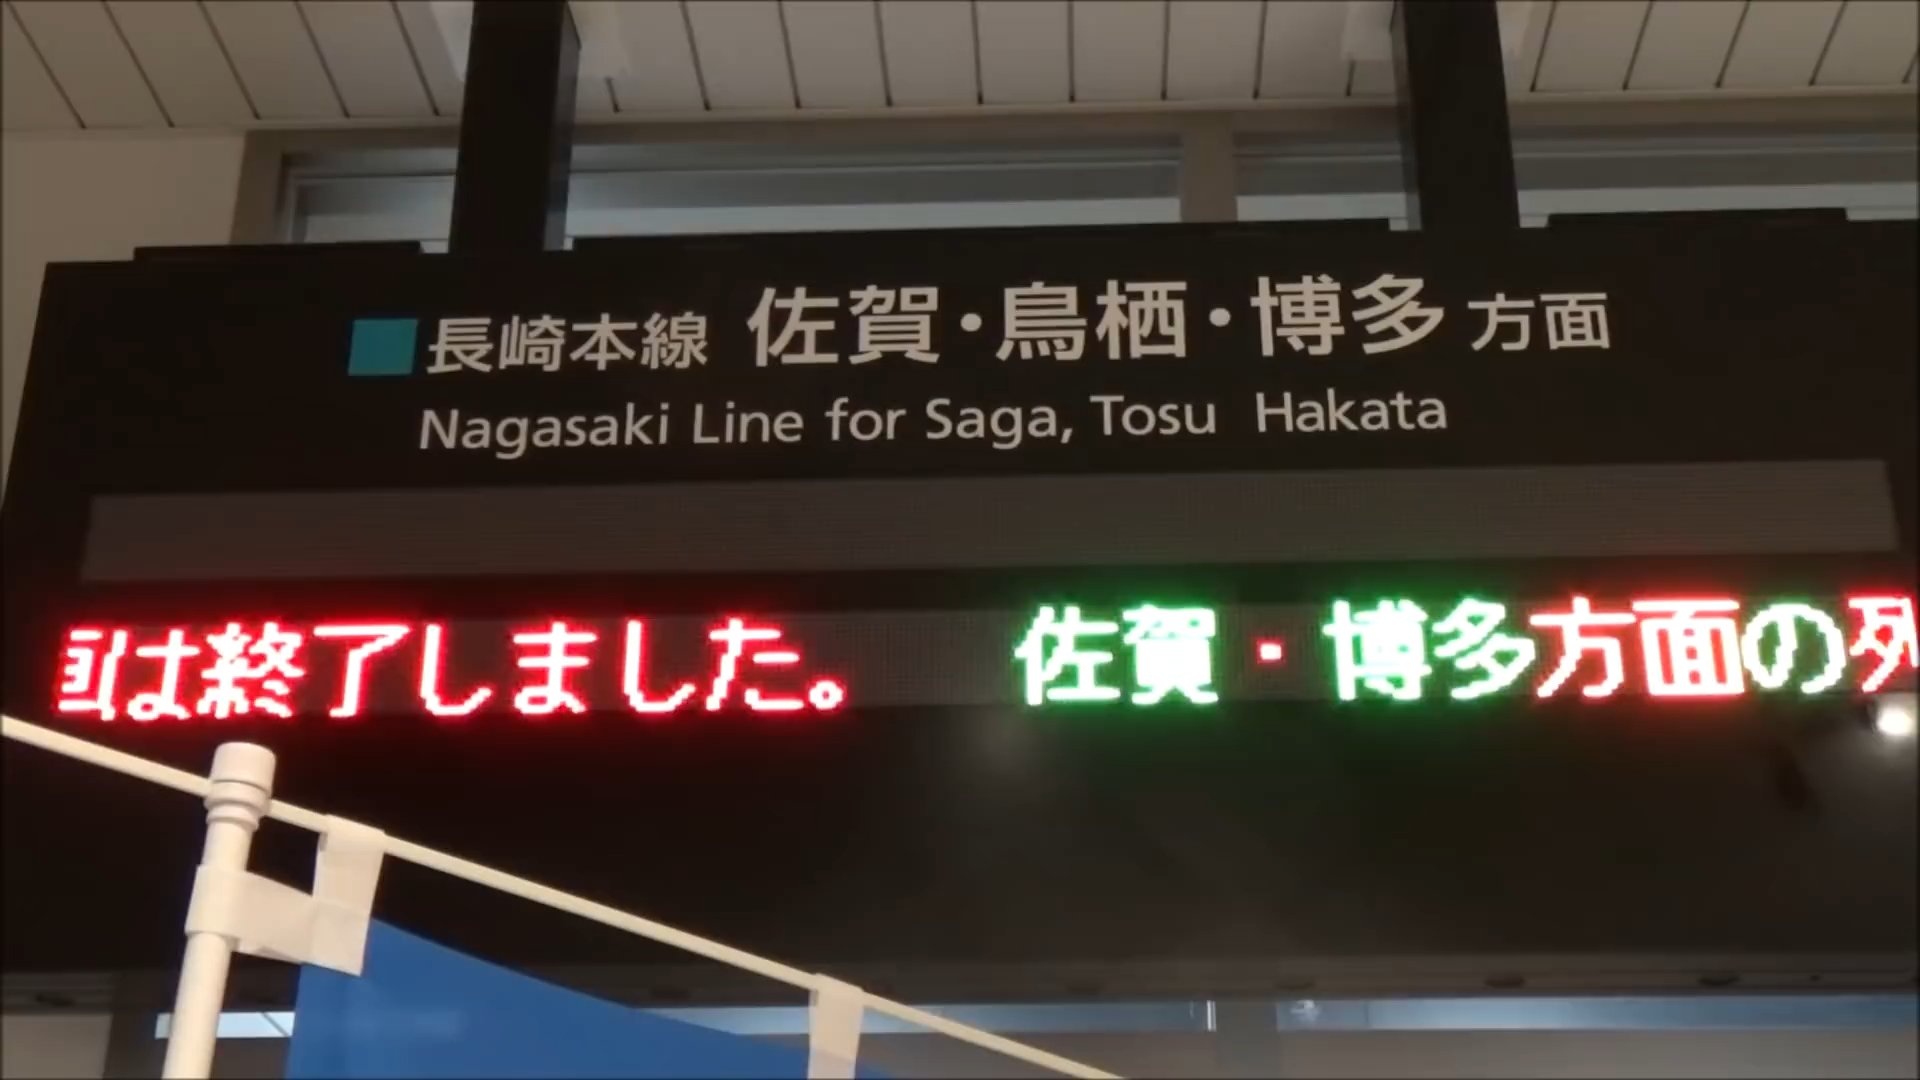 長崎本線 佐賀・鳥栖・博多 方面
Nagasaki Line for Saga, Tosu Hakata
は終了しました。 佐賀・博多方面の